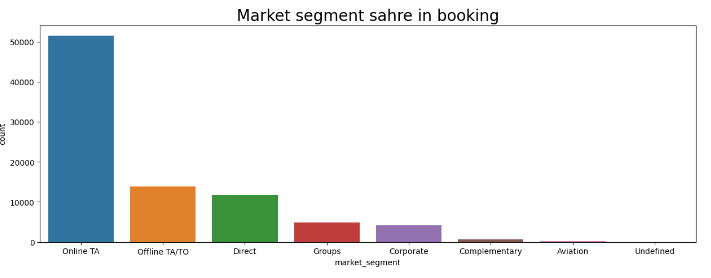 Market segment sahre in booking
50000
40000
30000
20000
10000
0
count
Online TA
Offline TA/TO
Direct
Groups
Corporate
Complementary
Aviation
Undefined
market_segment